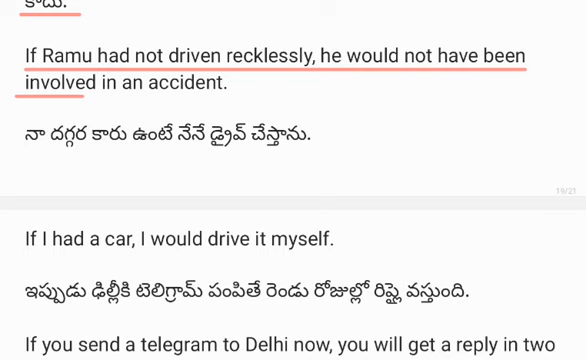 కాదు.
If Ramu had not driven recklessly, he would not have been
involved in an accident.
నా దగ్గర కారు ఉంటే నేనే డ్రైవ్ చేస్తాను.
19/21
If I had a car, I would drive it myself.
ఇప్పుడు ఢిల్లీకి టెలిగ్రామ్ పంపితే రెండు రోజుల్లో రిప్లై వస్తుంది.
If you send a telegram to Delhi now, you will get a reply in two